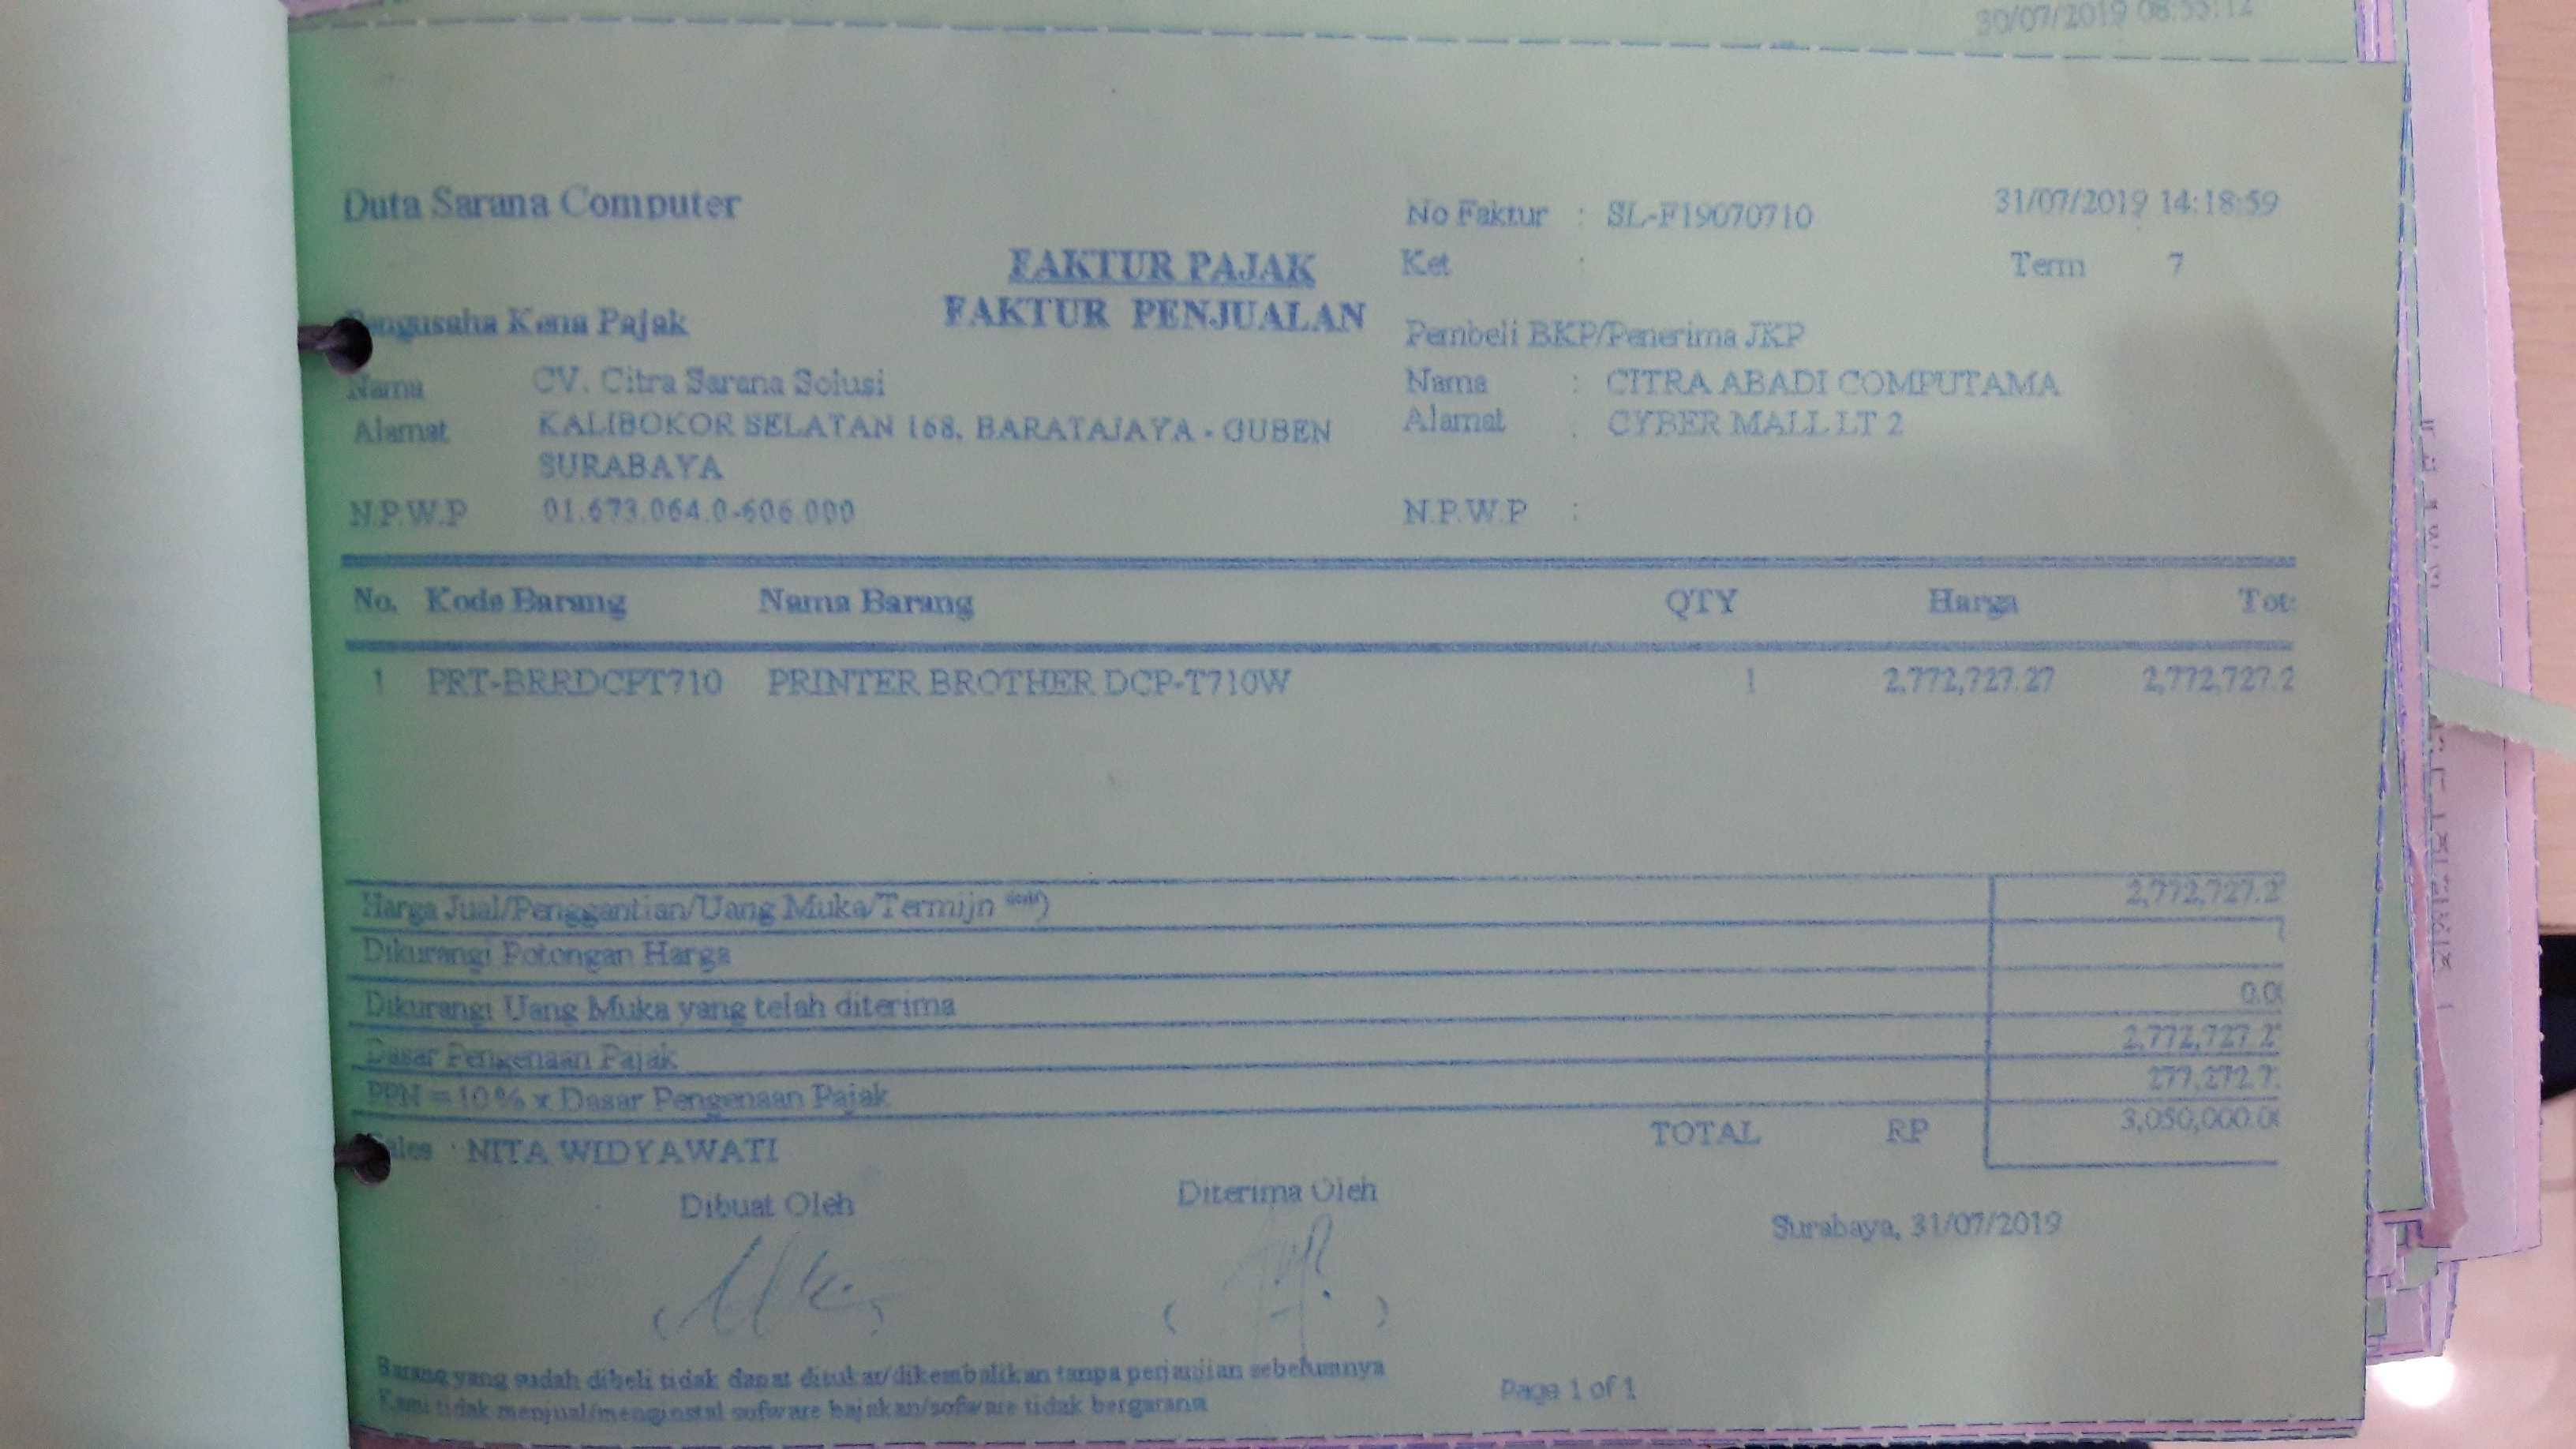 30/07/2019 08:55:12
Duta Sarana Computer
No Faktur : SL-F19070710 31/07/2019 14:18:59
FAKTUR PAJAK
Ket : Term 7
FAKTUR PENJUALAN
Pengusaha Kena Pajak
Pembeli BKP/Penerima JKP
Nama CV. Citra Sarana Solusi
Nama : CITRA ABADI COMPUTAMA
Alamat KALIBOKOR SELATAN 168, BARATAJAYA - GUBEN
SURABAYA
Alamat : CYBER MALL LT 2
N.P.W.P 01.673.064.0-606.000
N.P.W.P :
No. Kode Barang Nama Barang QTY Harga Tot
1 PRT-BRRDCPT710 PRINTER BROTHER DCP-T710W 1 2,772,727.27 2,772,727.2
Harga Jual/Penggantian/Uang Muka/Termijn ) 2,772,727.2
Dikurangi Potongan Harga
Dikurangi Uang Muka yang telah diterima 0.0
Dasar Pengenaan Pajak 2,772,727.2
PPN = 10% x Dasar Pengenaan Pajak 277,272.7
TOTAL RP 3,050,000.0
Sales : NITA WIDYAWATI
Dibuat Oleh Diterima Oleh
Surabaya, 31/07/2019
Barang yang sudah dibeli tidak dapat ditukar/dikembalikan tanpa perjanjian sebelumnya
Kami tidak menjual/menginstal sofware bajakan/sofware tidak bergaransi
Page 1 of 1